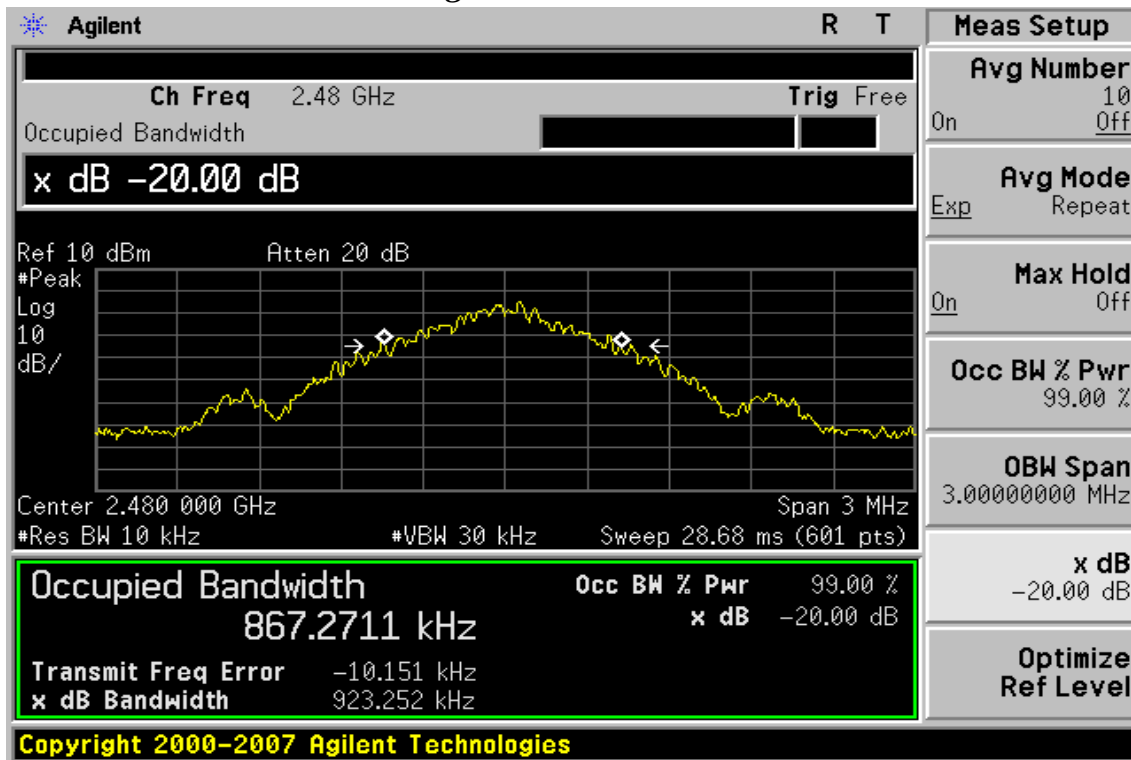 Agilent R T
Meas Setup
Ch Freq 2.48 GHz Trig Free
Occupied Bandwidth
x dB -20.00 dB
Ref 10 dBm Atten 20 dB
#Peak
Log
10
dB/
Center 2.480 000 GHz Span 3 MHz
#Res BW 10 kHz #VBW 30 kHz Sweep 28.68 ms (601 pts)
Occupied Bandwidth Occ BW % Pwr 99.00 %
867.2711 kHz x dB -20.00 dB
Transmit Freq Error -10.151 kHz
x dB Bandwidth 923.252 kHz
Avg Number
10
On Off
Avg Mode
Exp Repeat
Max Hold
On Off
Occ BW % Pwr
99.00 %
OBW Span
3.00000000 MHz
x dB
-20.00 dB
Optimize
Ref Level
Copyright 2000-2007 Agilent Technologies